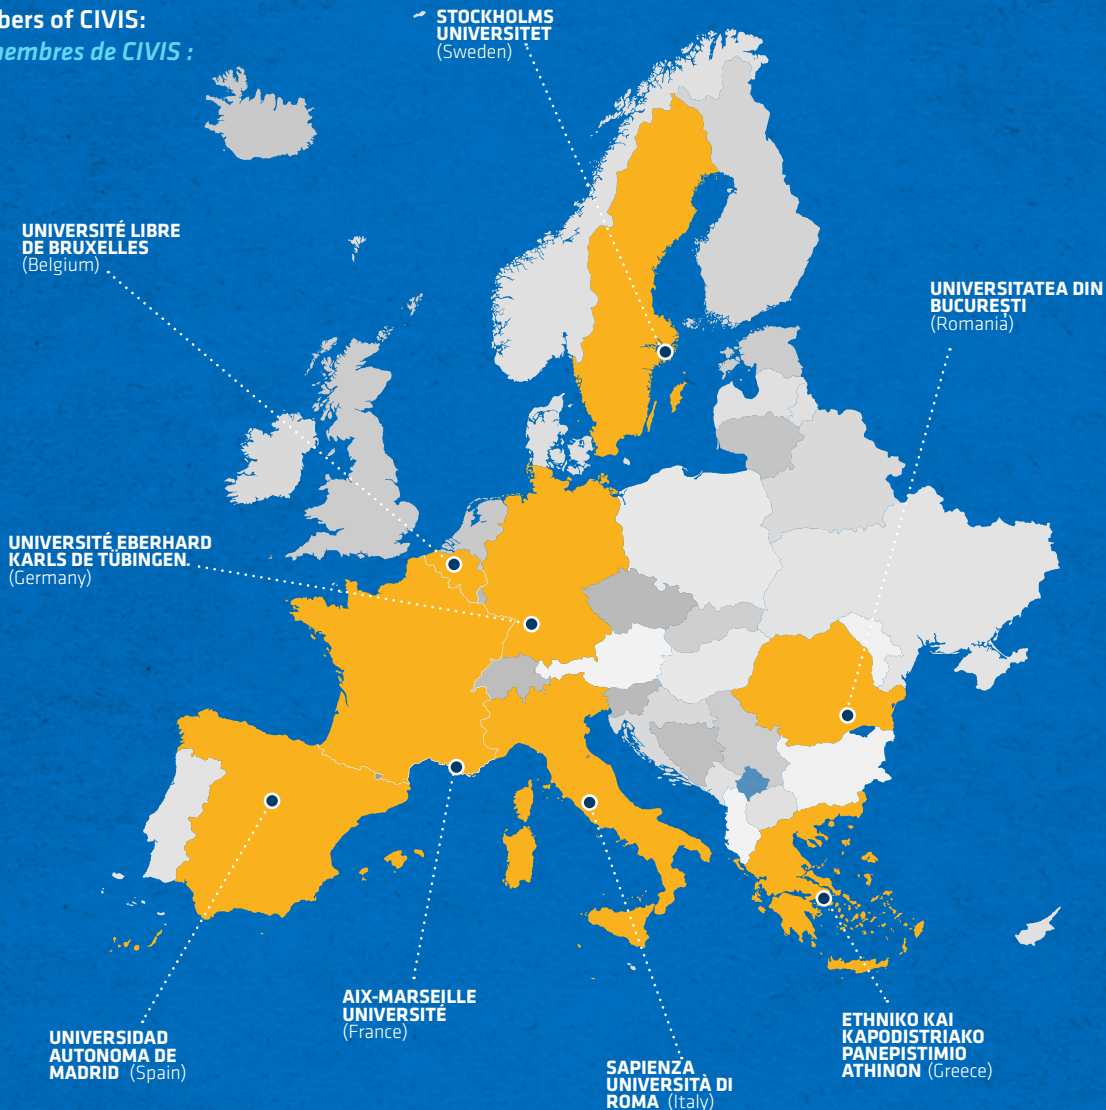 bers of CIVIS:
membres de CIVIS :
STOCKHOLMS
UNIVERSITET
(Sweden)
UNIVERSITÉ LIBRE
DE BRUXELLES
(Belgium)
UNIVERSITATEA DIN
BUCUREȘTI
(Romania)
UNIVERSITÉ EBERHARD
KARLS DE TÜBINGEN
(Germany)
AIX-MARSEILLE
UNIVERSITÉ
(France)
UNIVERSIDAD
AUTONOMA DE
MADRID (Spain)
SAPIENZA
UNIVERSITÀ DI
ROMA (Italy)
ETHNIKO KAI
KAPODISTRIAKO
PANEPISTIMIO
ATHINON (Greece)